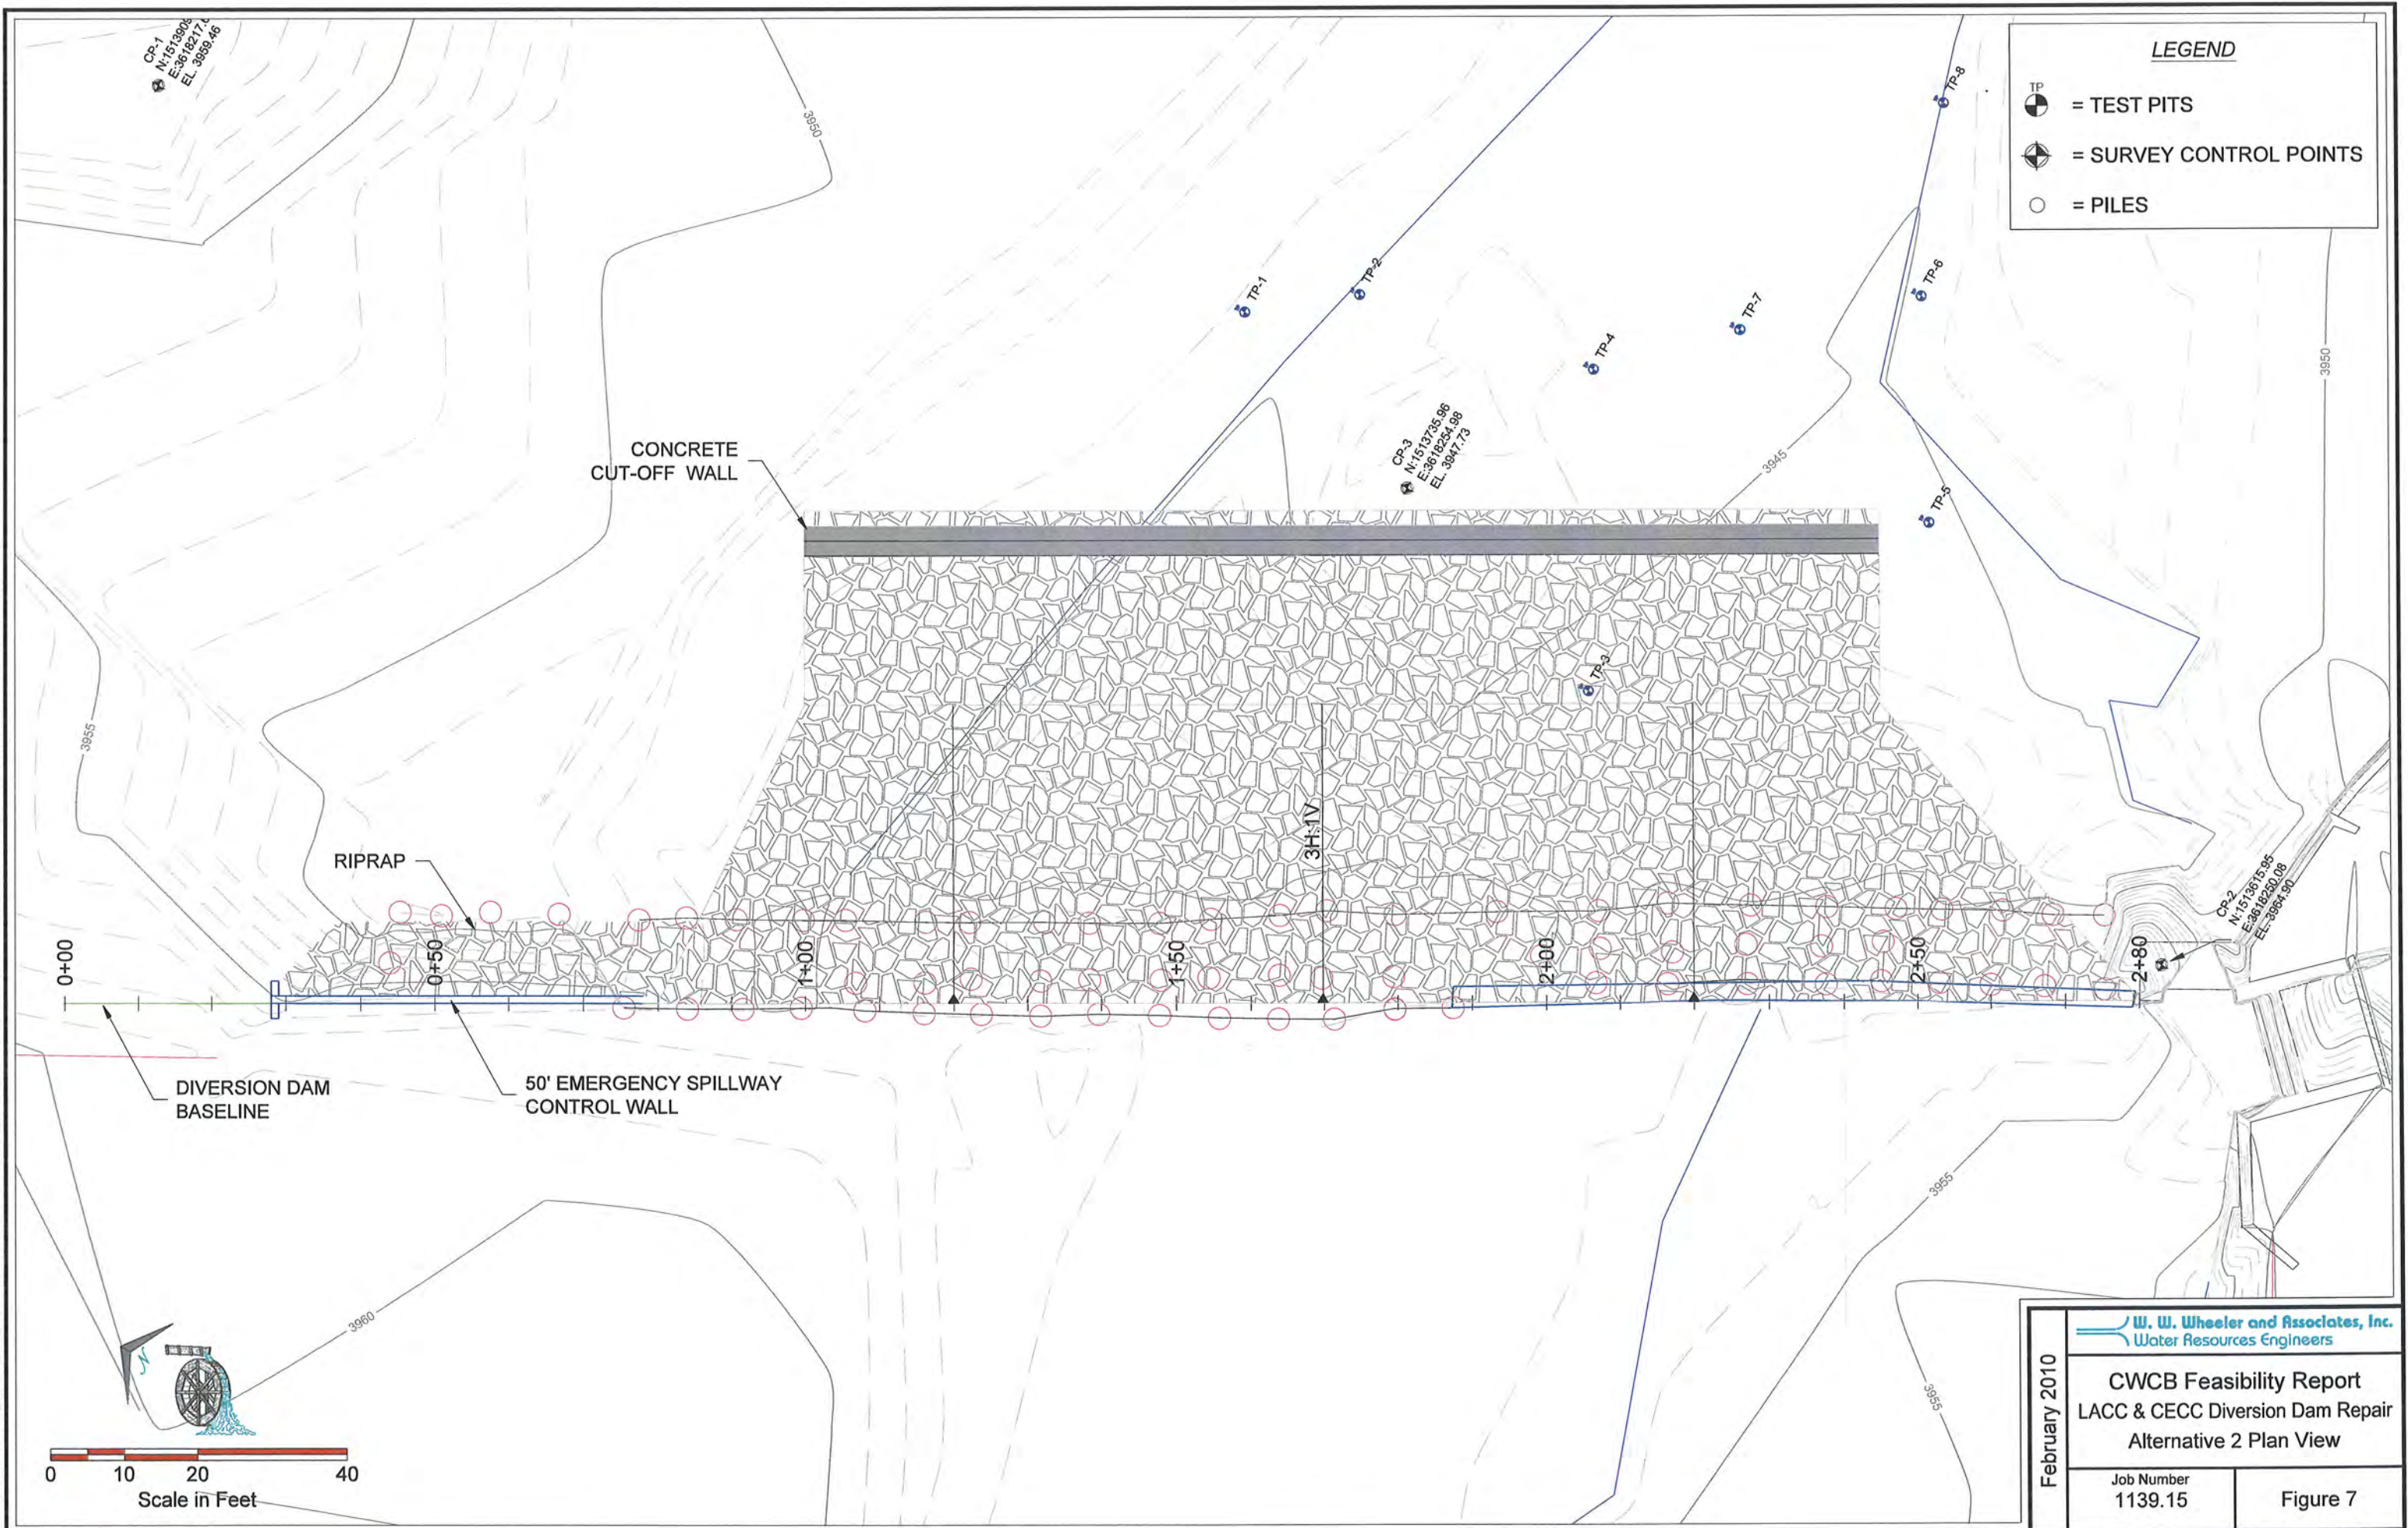 CP-1
E:3618217.
EL. 3959.46
LEGEND
TP
= TEST PITS
= SURVEY CONTROL POINTS
= PILES
3950
TP-8
TP-1
TP-2
TP-6
TP-7
TP-4
3950
CONCRETE
CUT-OFF WALL
CP-3
N:1513735.96
E:3618254.98
EL. 3947.73
3945
TP-5
TP-3
3955
3H:1V
RIPRAP
0+00
0+50
1+00
1+50
2+00
2+50
2+80
CP-2
N:1513615.95
E:3618250.08
EL. 3964.90
DIVERSION DAM
BASELINE
50' EMERGENCY SPILLWAY
CONTROL WALL
3955
3960
3955
N
0 10 20 40
Scale in Feet
February 2010
W. W. Wheeler and Associates, Inc.
Water Resources Engineers
CWCB Feasibility Report
LACC & CECC Diversion Dam Repair
Alternative 2 Plan View
Job Number
1139.15
Figure 7